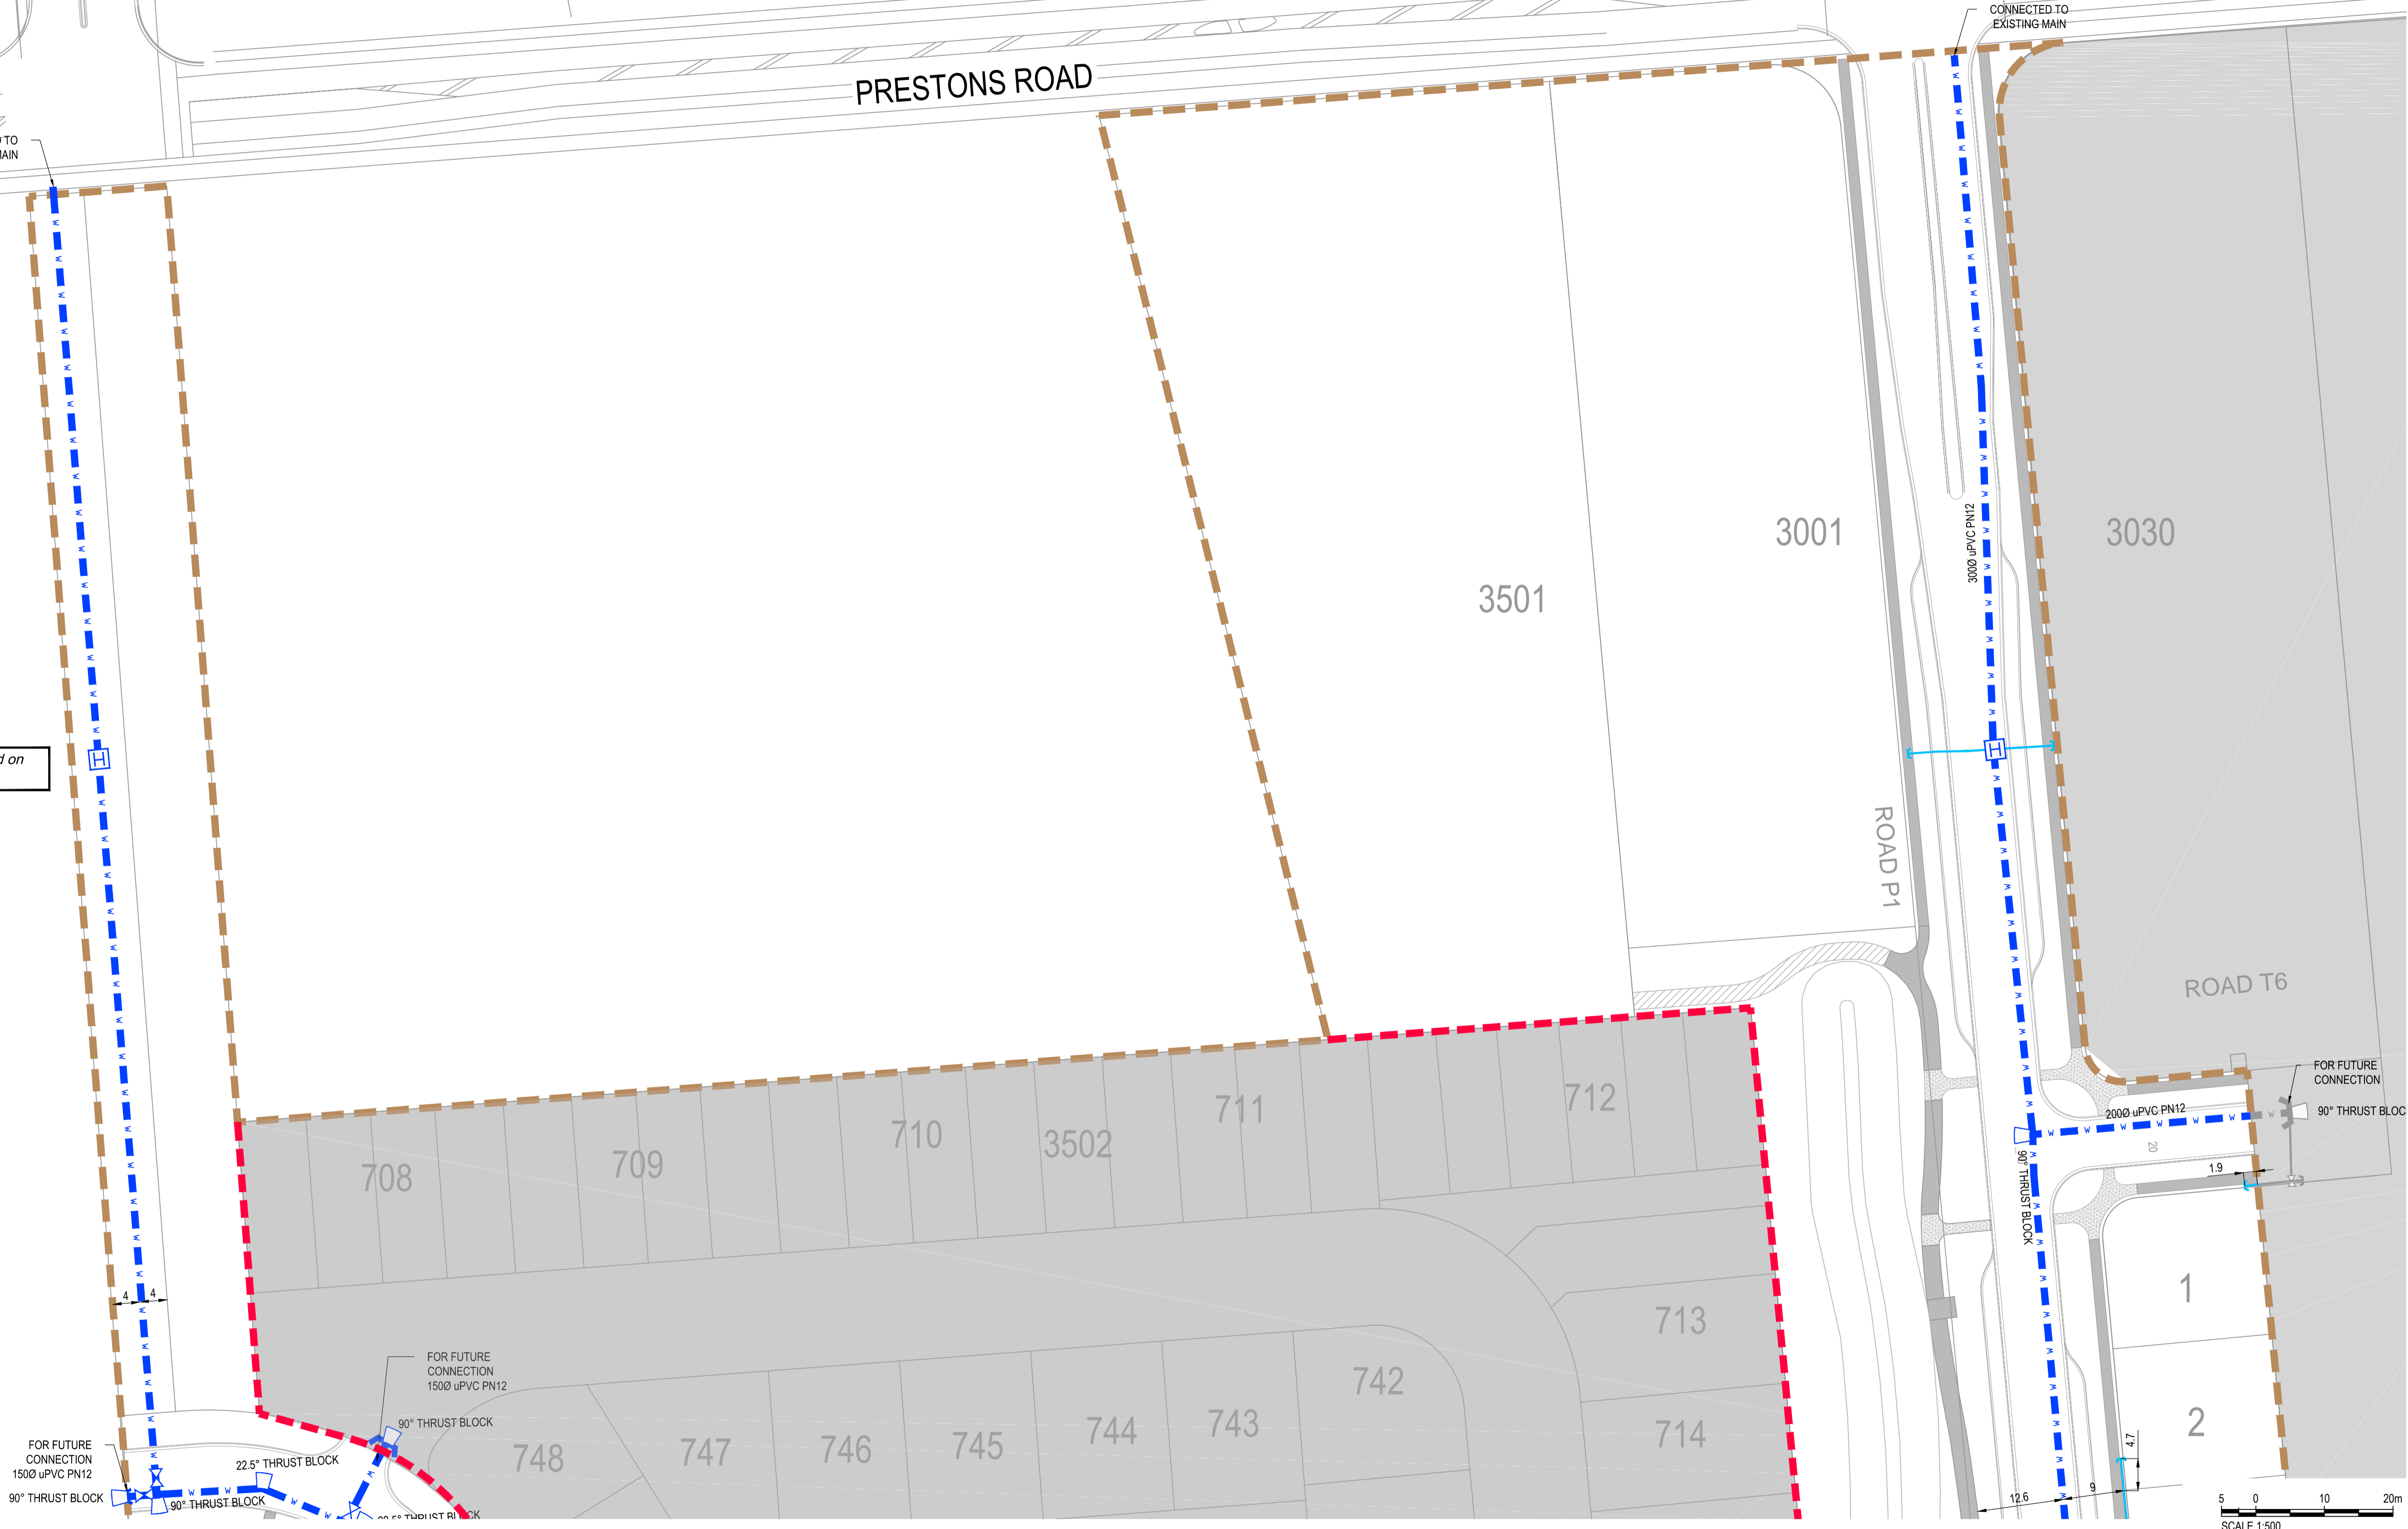 CONNECTED TO
EXISTING MAIN
PRESTONS ROAD
TO
MAIN
3001
3030
3501
300Ø uPVC PN12
d on
ROAD P1
ROAD T6
FOR FUTURE
CONNECTION
90° THRUST BLOC
200Ø uPVC PN12
20
1.9
90° THRUST BLOCK
708
709
710
3502
711
712
713
714
1
2
4
4
FOR FUTURE
CONNECTION
150Ø uPVC PN12
90° THRUST BLOCK
742
743
744
745
746
747
748
FOR FUTURE
CONNECTION
150Ø uPVC PN12
90° THRUST BLOCK
22.5° THRUST BLOCK
90° THRUST BLOCK
22.5° THRUST BLOCK
4.7
12.6
9
5 0 10 20m
SCALE 1:500